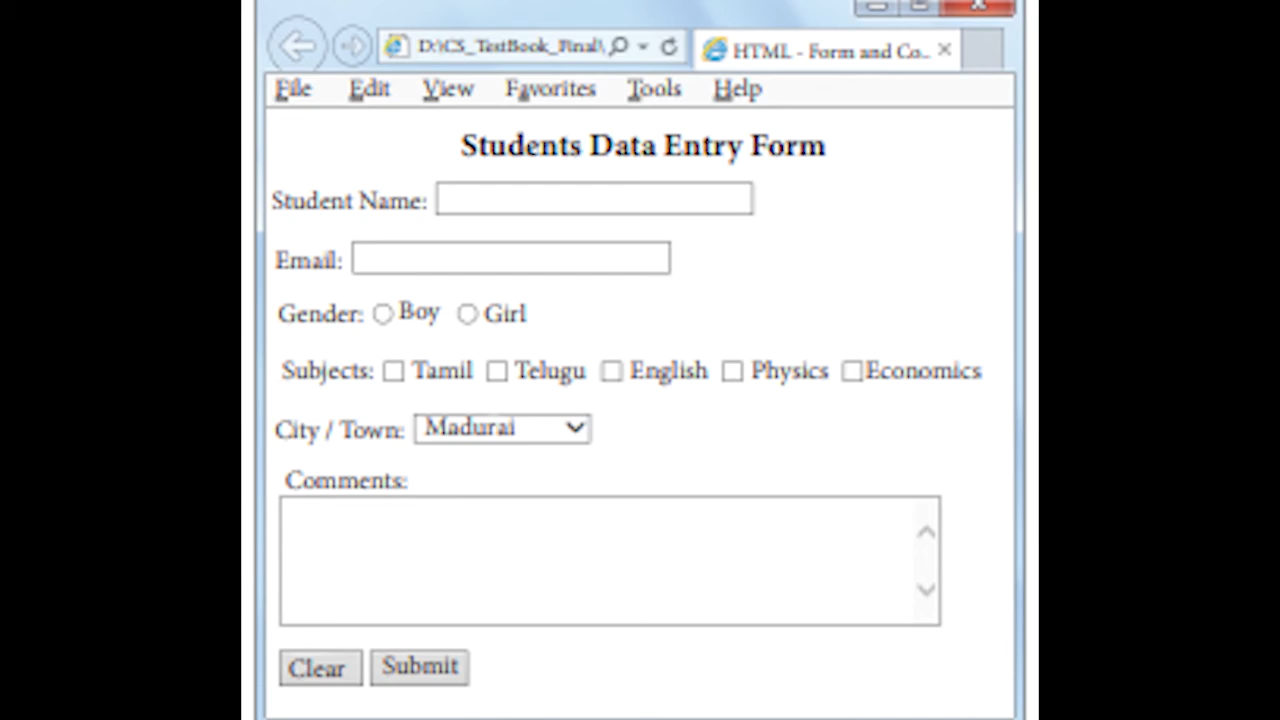 D:\CS_TextBook_Final\ HTML - Form and Co...
File Edit View Favorites Tools Help
Students Data Entry Form
Student Name:
Email:
Gender: Boy Girl
Subjects: Tamil Telugu English Physics Economics
City / Town: Madurai
Comments:
Clear Submit